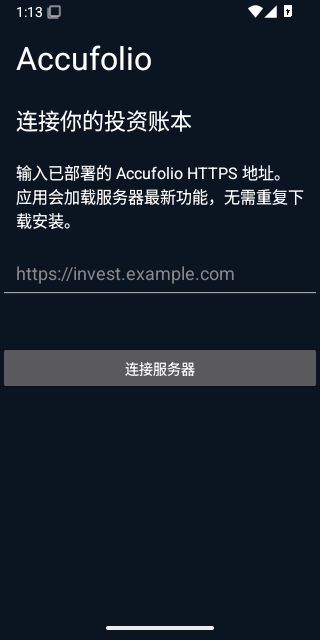 1:13
Accufolio
连接你的投资账本
输入已部署的 Accufolio HTTPS 地址。
应用会加载服务器最新功能，无需重复下
载安装。
https://invest.example.com
连接服务器